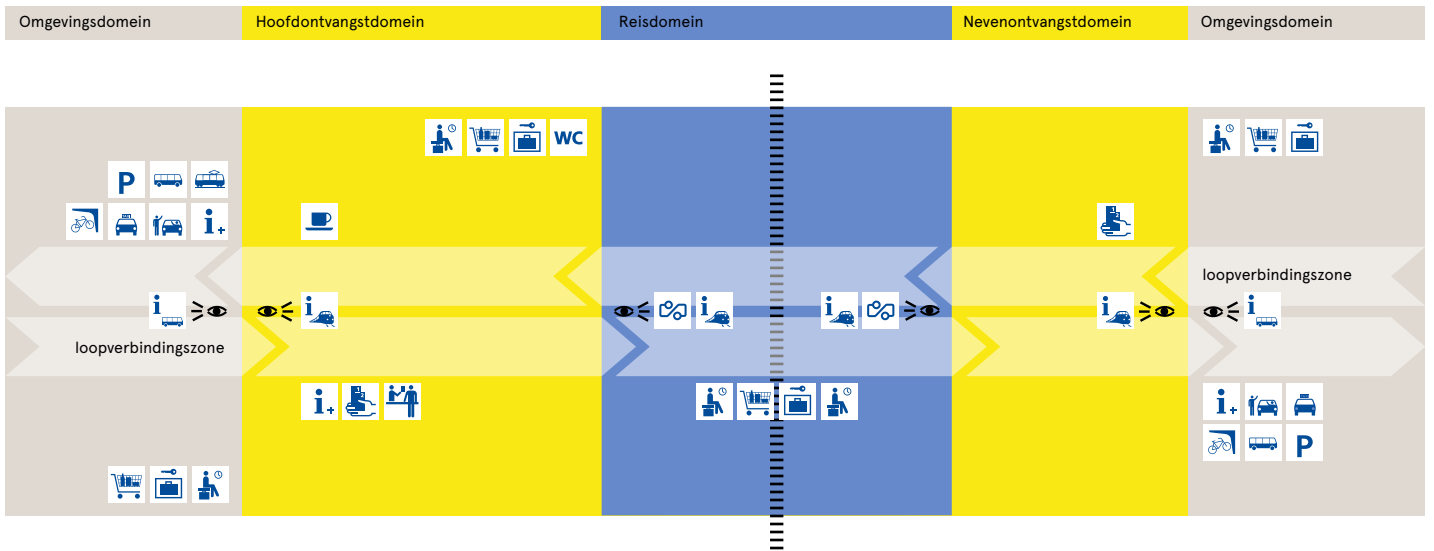 Omgevingsdomein
Hoofdontvangstdomein
Reisdomein
Nevenontvangstdomein
Omgevingsdomein
WC
P
i+
loopverbindingszone
i
i
i
i
i
i
loopverbindingszone
i+
i+
P